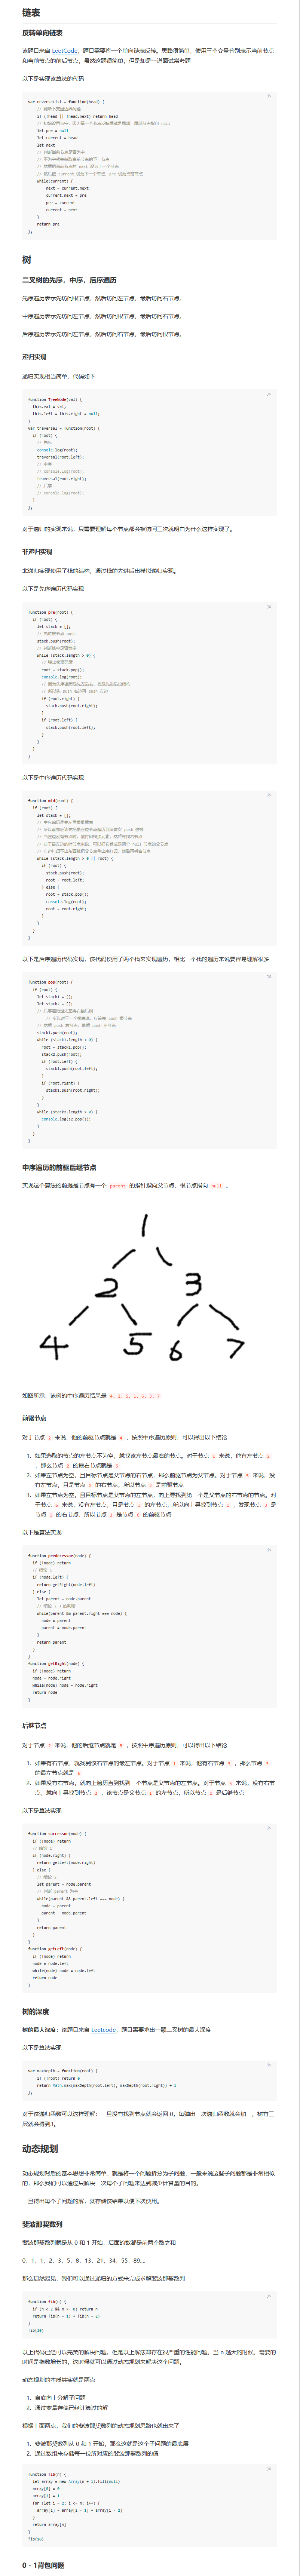 链表
反转单向链表
该题目来自 LeetCode，题目需要将一个单向链表反转。思路很简单，使用三个变量分别表示当前节点
和当前节点的前后节点，虽然这题很简单，但是却是一道面试常考题
以下是实现该算法的代码
var reverseList = function(head) {
// 判断下变量边界问题
if (!head || !head.next) return head
// 初始设置为空，因为第一个节点反转后就是尾部，尾部节点指向 null
let pre = null
let current = head
let next
// 判断当前节点是否为空
// 不为空就先获取当前节点的下一节点
// 然后把当前节点的 next 设为上一个节点
// 然后把 current 设为下一个节点，pre 设为当前节点
while(current) {
next = current.next
current.next = pre
pre = current
current = next
}
return pre
};
树
二叉树的先序，中序，后序遍历
先序遍历表示先访问根节点，然后访问左节点，最后访问右节点。
中序遍历表示先访问左节点，然后访问根节点，最后访问右节点。
后序遍历表示先访问左节点，然后访问右节点，最后访问根节点。
递归实现
递归实现相当简单，代码如下
function TreeNode(val) {
this.val = val;
this.left = this.right = null;
}
var traversal = function(root) {
if (root) {
// 先序
console.log(root);
traversal(root.left);
// 中序
// console.log(root);
traversal(root.right);
// 后序
// console.log(root);
}
};
对于递归的实现来说，只需要理解每个节点都会被访问三次就明白为什么这样实现了。
非递归实现
非递归实现使用了栈的结构，通过栈的先进后出模拟递归实现。
以下是先序遍历代码实现
function pre(root) {
if (root) {
let stack = [];
// 先将根节点 push
stack.push(root);
// 判断栈中是否为空
while (stack.length > 0) {
// 弹出栈顶元素
root = stack.pop();
console.log(root);
// 因为先序遍历是先左后右，栈是先进后出结构
// 所以先 push 右边再 push 左边
if (root.right) {
stack.push(root.right);
}
if (root.left) {
stack.push(root.left);
}
}
}
}
以下是中序遍历代码实现
function mid(root) {
if (root) {
let stack = [];
// 中序遍历是先左再根最后右
// 所以首先应该先把最左边节点遍历到底依次 push 进栈
// 当左边没有节点时，就打印栈顶元素，然后寻找右节点
// 对于最左边的叶节点来说，可以把它看成是两个 null 节点的父节点
// 左边打印不出东西就把父节点拿出来打印，然后再看右节点
while (stack.length > 0 || root) {
if (root) {
stack.push(root);
root = root.left;
} else {
root = stack.pop();
console.log(root);
root = root.right;
}
}
}
}
以下是后序遍历代码实现，该代码使用了两个栈来实现遍历，相比一个栈的遍历来说要容易理解很多
function pos(root) {
if (root) {
let stack1 = [];
let stack2 = [];
// 后序遍历是先左再右最后根
// 所以对于一个栈来说，应该先 push 根节点
// 然后 push 右节点，最后 push 左节点
stack1.push(root);
while (stack1.length > 0) {
root = stack1.pop();
stack2.push(root);
if (root.left) {
stack1.push(root.left);
}
if (root.right) {
stack1.push(root.right);
}
}
while (stack2.length > 0) {
console.log(s2.pop());
}
}
}
中序遍历的前驱后继节点
实现这个算法的前提是节点有一个 parent 的指针指向父节点，根节点指向 null 。
1
2 3
4 5 6 7
如图所示，该树的中序遍历结果是 4, 2, 5, 1, 6, 3, 7
前驱节点
对于节点 2 来说，他的前驱节点就是 4 ，按照中序遍历原则，可以得出以下结论
1. 如果选取的节点的左节点不为空，就找该左节点最右的节点。对于节点 1 来说，他有左节点 2
，那么节点 2 的最右节点就是 5
2. 如果左节点为空，且目标节点是父节点的右节点，那么前驱节点为父节点。对于节点 5 来说，没
有左节点，且是节点 2 的右节点，所以节点 2 是前驱节点
3. 如果左节点为空，且目标节点是父节点的左节点，向上寻找到第一个是父节点的右节点的节点。对
于节点 6 来说，没有左节点，且是节点 3 的左节点，所以向上寻找到节点 1 ，发现节点 3 是
节点 1 的右节点，所以节点 1 是节点 6 的前驱节点
以下是算法实现
function predecessor(node) {
if (!node) return
// 结论 1
if (node.left) {
return getRight(node.left)
} else {
let parent = node.parent
// 结论 2 3 的判断
while(parent && parent.right === node) {
node = parent
parent = node.parent
}
return parent
}
}
function getRight(node) {
if (!node) return
node = node.right
while(node) node = node.right
return node
}
后继节点
对于节点 2 来说，他的后继节点就是 5 ，按照中序遍历原则，可以得出以下结论
1. 如果有右节点，就找到该右节点的最左节点。对于节点 1 来说，他有右节点 3 ，那么节点 3
的最左节点就是 6
2. 如果没有右节点，就向上遍历直到找到一个节点是父节点的左节点。对于节点 5 来说，没有右节
点，就向上寻找到节点 2 ，该节点是父节点 1 的左节点，所以节点 1 是后继节点
以下是算法实现
function successor(node) {
if (!node) return
// 结论 1
if (node.right) {
return getLeft(node.right)
} else {
// 结论 2
let parent = node.parent
// 判断 parent 为空
while(parent && parent.left === node) {
node = parent
parent = node.parent
}
return parent
}
}
function getLeft(node) {
if (!node) return
node = node.left
while(node) node = node.left
return node
}
树的深度
树的最大深度：该题目来自 Leetcode，题目需要求出一颗二叉树的最大深度
以下是算法实现
var maxDepth = function(root) {
if (!root) return 0
return Math.max(maxDepth(root.left), maxDepth(root.right)) + 1
};
对于该递归函数可以这样理解：一旦没有找到节点就会返回 0，每弹出一次递归函数就会加一，树有三
层就会得到3。
动态规划
动态规划背后的基本思想非常简单。就是将一个问题拆分为子问题，一般来说这些子问题都是非常相似
的，那么我们可以通过只解决一次每个子问题来达到减少计算量的目的。
一旦得出每个子问题的解，就存储该结果以便下次使用。
斐波那契数列
斐波那契数列就是从 0 和 1 开始，后面的数都是前两个数之和
0，1，1，2，3，5，8，13，21，34，55，89....
那么显然易见，我们可以通过递归的方式来完成求解斐波那契数列
function fib(n) {
if (n < 2 && n >= 0) return n
return fib(n - 1) + fib(n - 2)
}
fib(10)
以上代码已经可以完美的解决问题。但是以上解法却存在很严重的性能问题，当 n 越大的时候，需要的
时间是指数增长的，这时候就可以通过动态规划来解决这个问题。
动态规划的本质其实就是两点
1. 自底向上分解子问题
2. 通过变量存储已经计算过的解
根据上面两点，我们的斐波那契数列的动态规划思路也就出来了
1. 斐波那契数列从 0 和 1 开始，那么这就是这个子问题的最底层
2. 通过数组来存储每一位所对应的斐波那契数列的值
function fib(n) {
let array = new Array(n + 1).fill(null)
array[0] = 0
array[1] = 1
for (let i = 2; i <= n; i++) {
array[i] = array[i - 1] + array[i - 2]
}
return array[n]
}
fib(10)
0 - 1背包问题